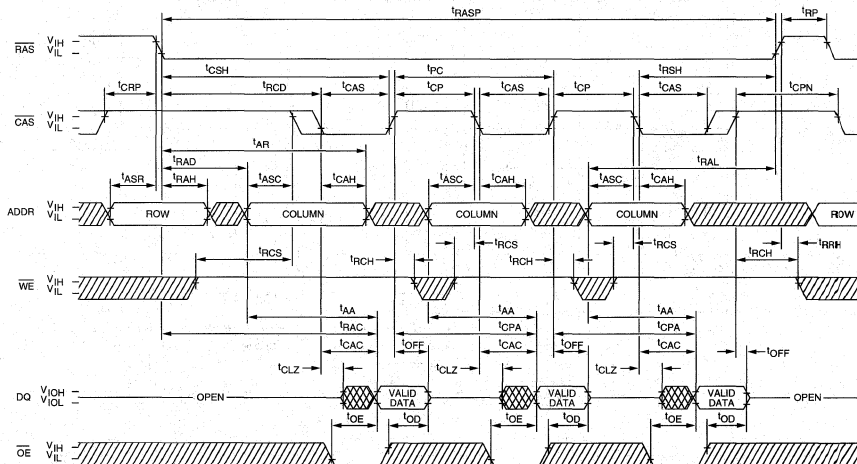 tRASP tRP
RAS VIH
VIL
tCSH tPC tRSH
tCRP tRCD tCAS tCP tCAS tCP tCAS tCPN
CAS VIH
VIL
tAR
tRAD tRAL
tASR tRAH tASC tCAH tASC tCAH tASC tCAH
ADDR VIH
VIL
ROW COLUMN COLUMN COLUMN ROW
tRCS tRCH tRCS tRCH tRCS tRCH tRRH
WE VIH
VIL
tAA tAA tAA
tRAC tCPA tCPA
tCAC tOFF tCAC tOFF tCAC tOFF
tCLZ tCLZ tCLZ
DQ VIOH
VIOL
OPEN VALID DATA VALID DATA VALID DATA OPEN
tOE tOD tOE tOD tOE tOD
OE VIH
VIL